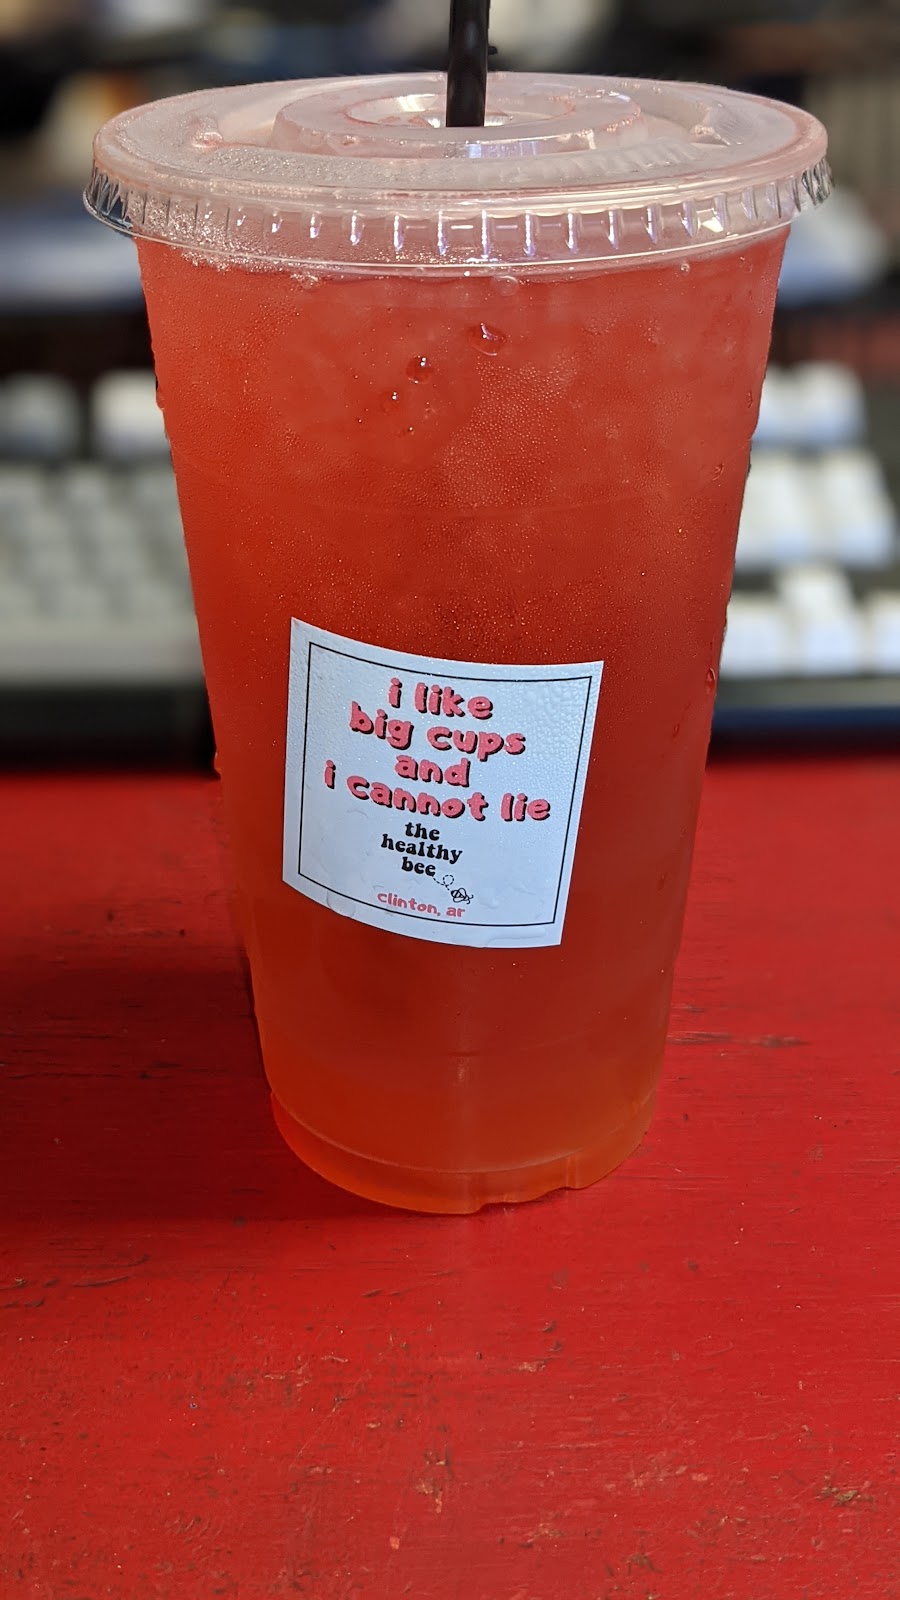 i like
big cups
and
i cannot lie
the
healthy
bee
clinton, ar